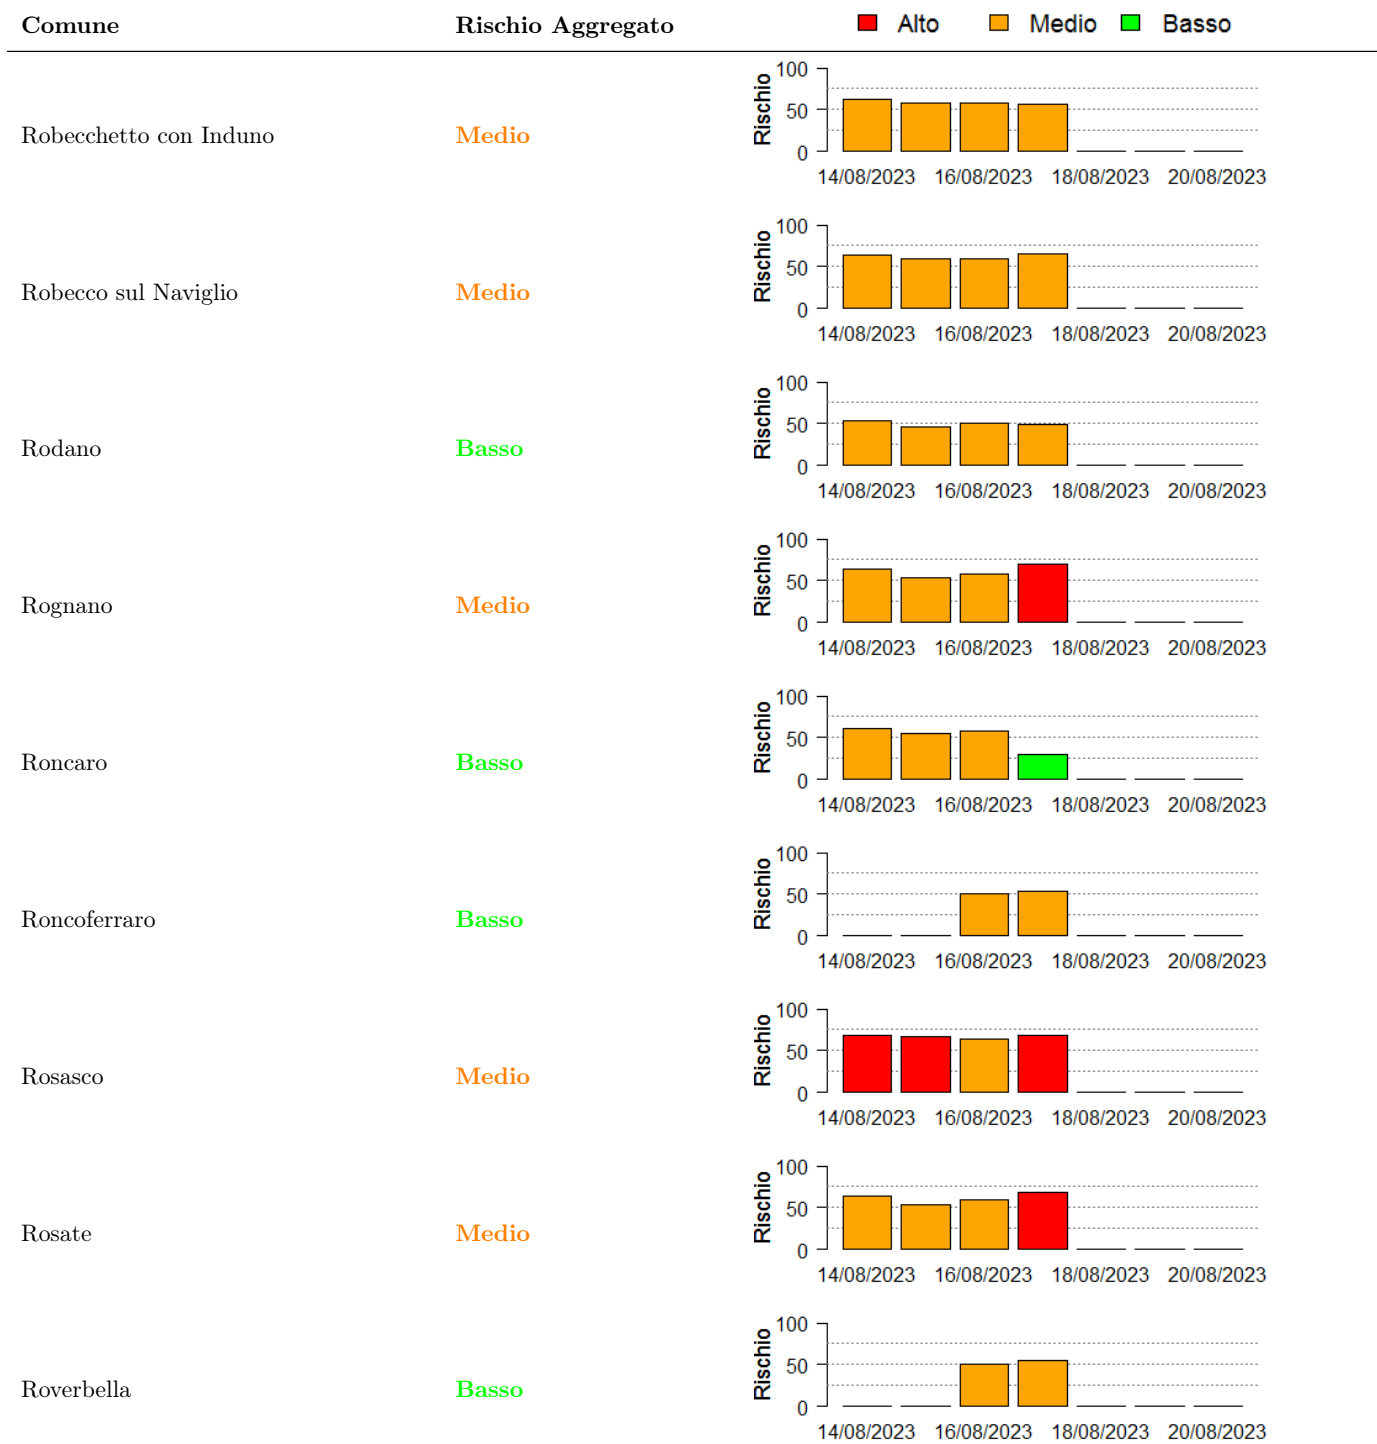 Comune Rischio Aggregato Alto Medio Basso
100
50
0
Rischio
Robecchetto con Induno Medio
14/08/2023 16/08/2023 18/08/2023 20/08/2023
100
50
0
Rischio
Robecco sul Naviglio Medio
14/08/2023 16/08/2023 18/08/2023 20/08/2023
100
50
0
Rischio
Rodano Basso
14/08/2023 16/08/2023 18/08/2023 20/08/2023
100
50
0
Rischio
Rognano Medio
14/08/2023 16/08/2023 18/08/2023 20/08/2023
100
50
0
Rischio
Roncaro Basso
14/08/2023 16/08/2023 18/08/2023 20/08/2023
100
50
0
Rischio
Roncoferraro Basso
14/08/2023 16/08/2023 18/08/2023 20/08/2023
100
50
0
Rischio
Rosasco Medio
14/08/2023 16/08/2023 18/08/2023 20/08/2023
100
50
0
Rischio
Rosate Medio
14/08/2023 16/08/2023 18/08/2023 20/08/2023
100
50
0
Rischio
Roverbella Basso
14/08/2023 16/08/2023 18/08/2023 20/08/2023